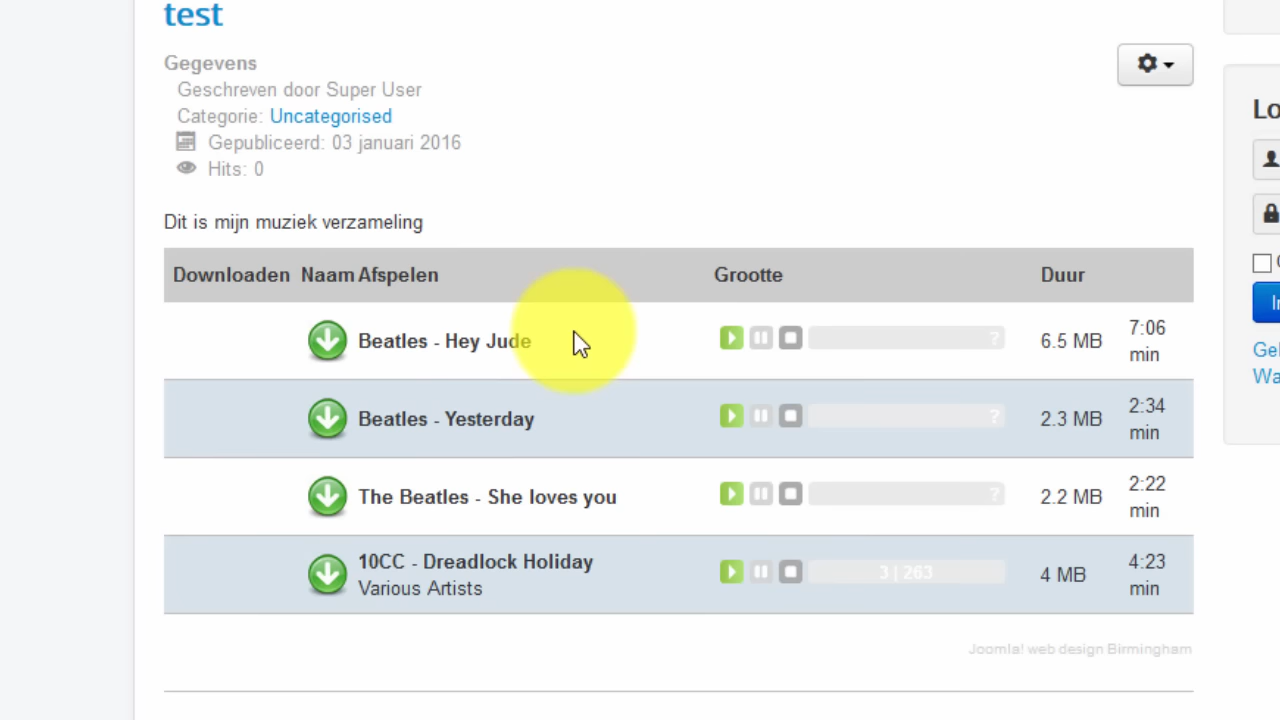 test
Gegevens
Geschreven door Super User
Categorie: Uncategorised
Gepubliceerd: 03 januari 2016
Hits: 0
Dit is mijn muziek verzameling
Downloaden Naam Afspelen Grootte Duur
Beatles - Hey Jude ? 6.5 MB 7:06 min
Beatles - Yesterday ? 2.3 MB 2:34 min
The Beatles - She loves you ? 2.2 MB 2:22 min
10CC - Dreadlock Holiday
Various Artists 3 | 263 4 MB 4:23 min
Joomla! web design Birmingham
Lo